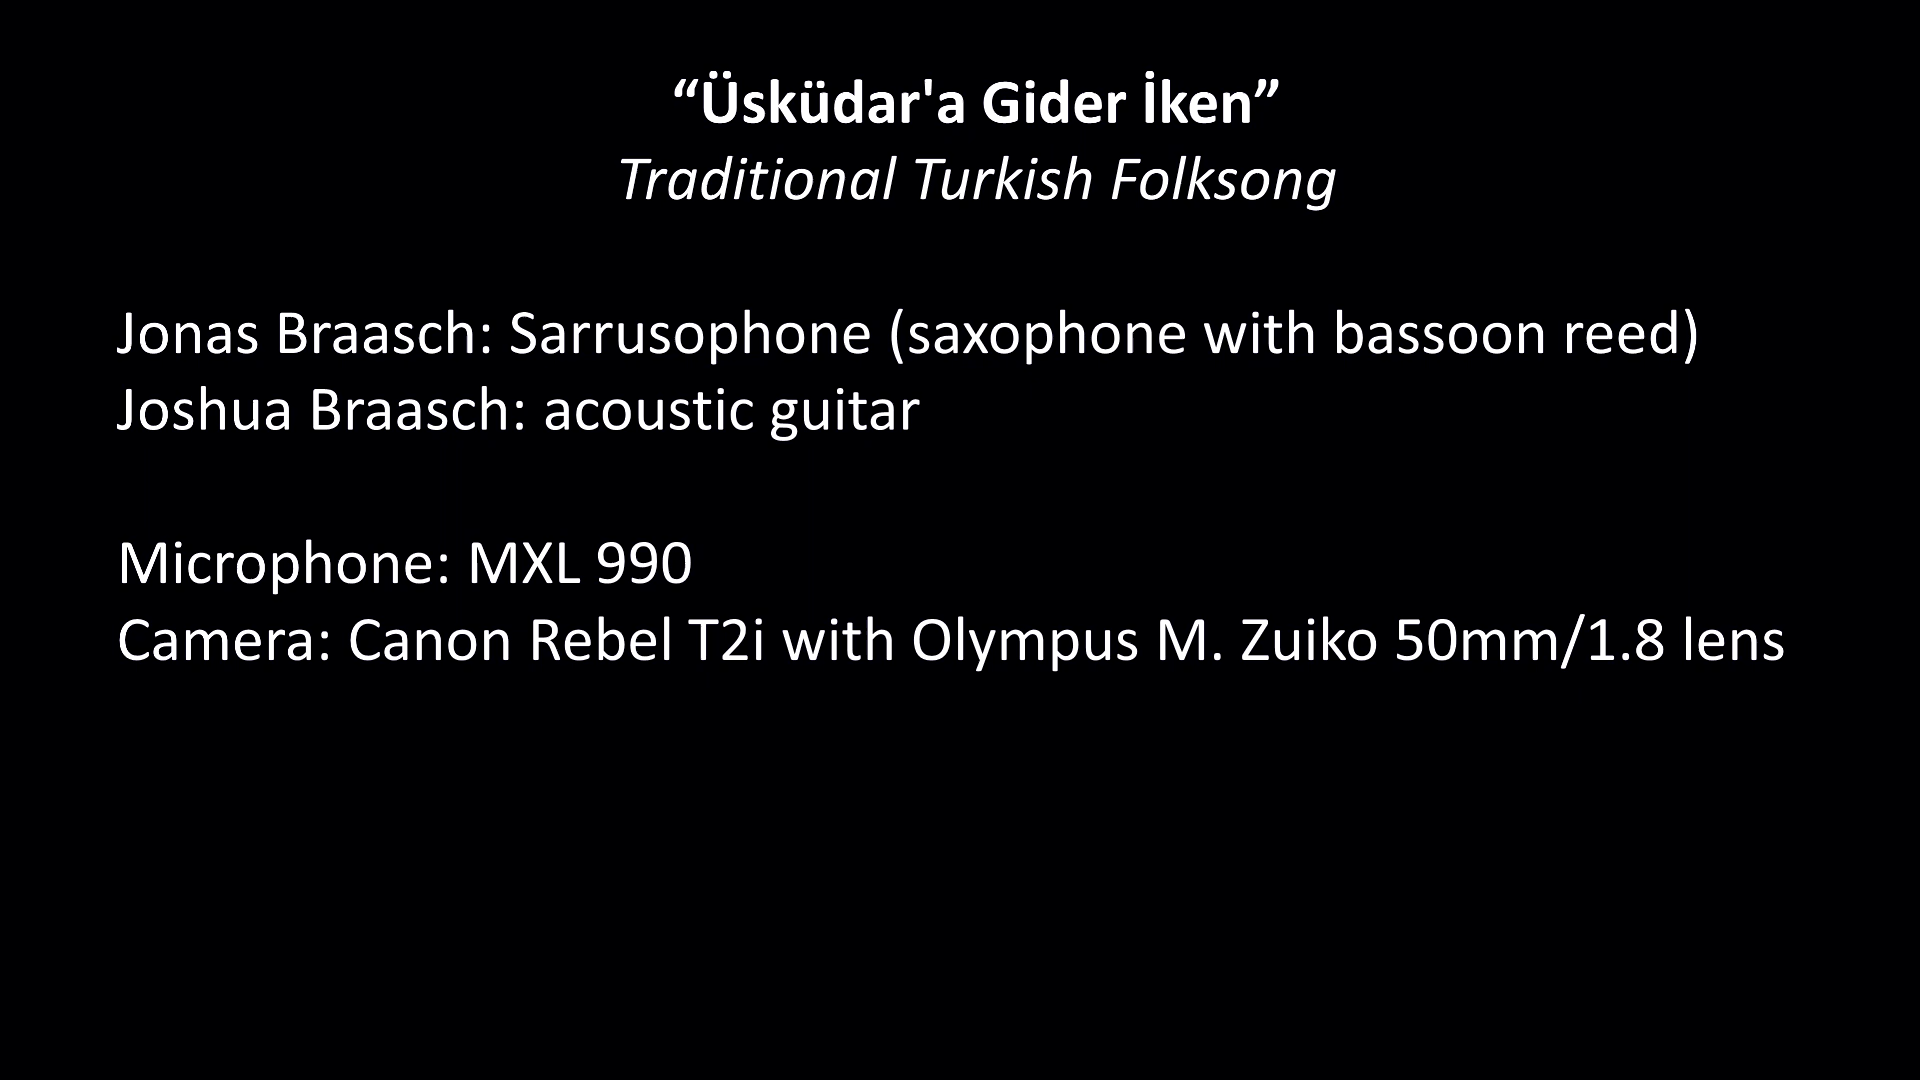 “Üsküdar'a Gider İken”
Traditional Turkish Folksong
Jonas Braasch: Sarrusophone (saxophone with bassoon reed)
Joshua Braasch: acoustic guitar
Microphone: MXL 990
Camera: Canon Rebel T2i with Olympus M. Zuiko 50mm/1.8 lens